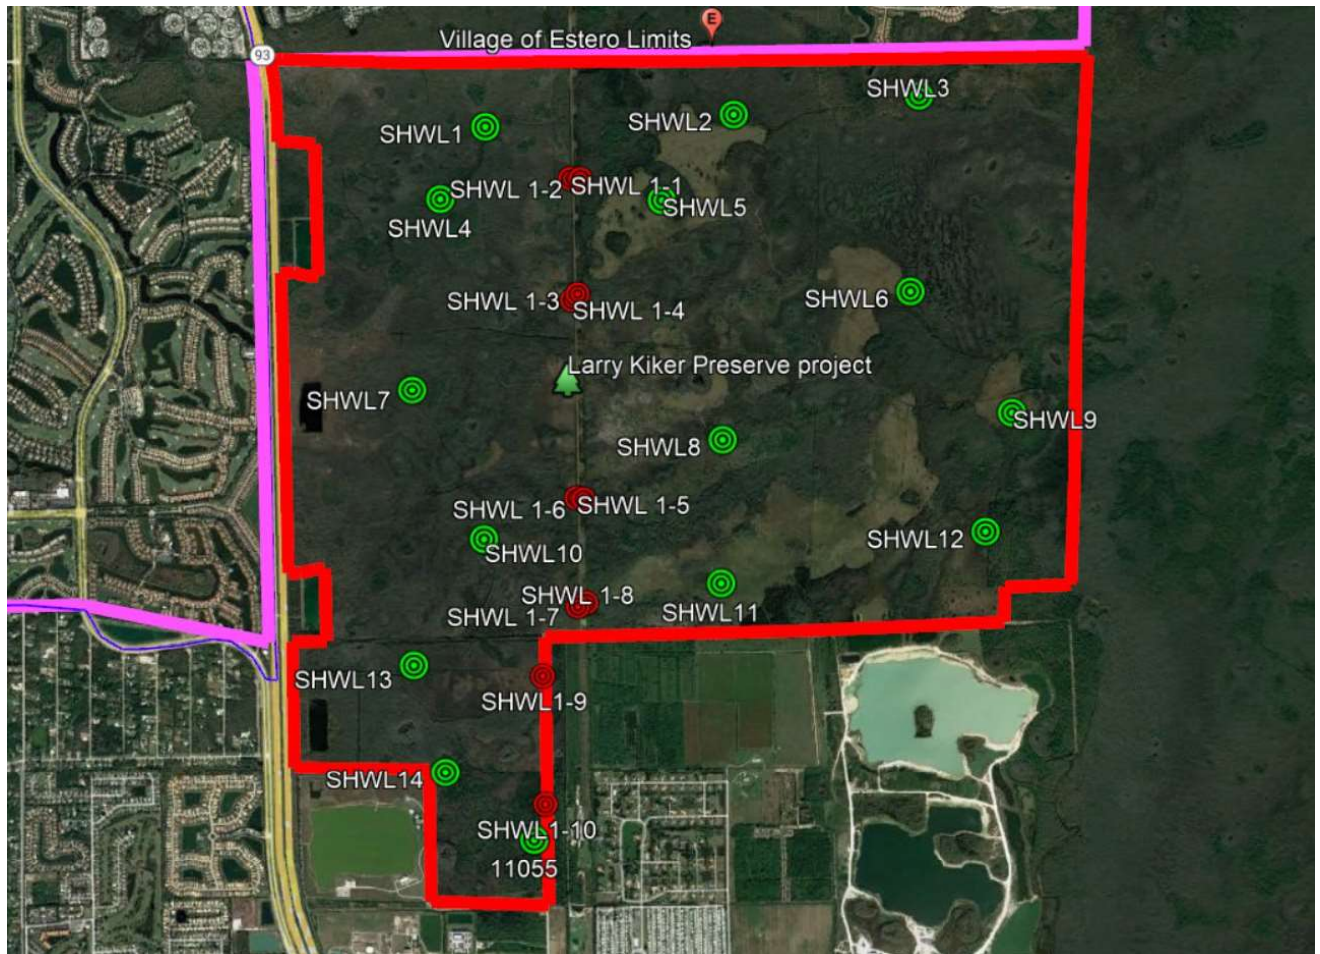 E
Village of Estero Limits
93
SHWL3
SHWL2
SHWL1
SHWL 1-2
SHWL 1-1
SHWL5
SHWL4
SHWL 1-3
SHWL 1-4
SHWL6
Larry Kiker Preserve project
SHWL7
SHWL9
SHWL8
SHWL 1-6
SHWL 1-5
SHWL12
SHWL10
SHWL 1-8
SHWL 1-7
SHWL11
SHWL13
SHWL1-9
SHWL14
SHWL1-10
11055